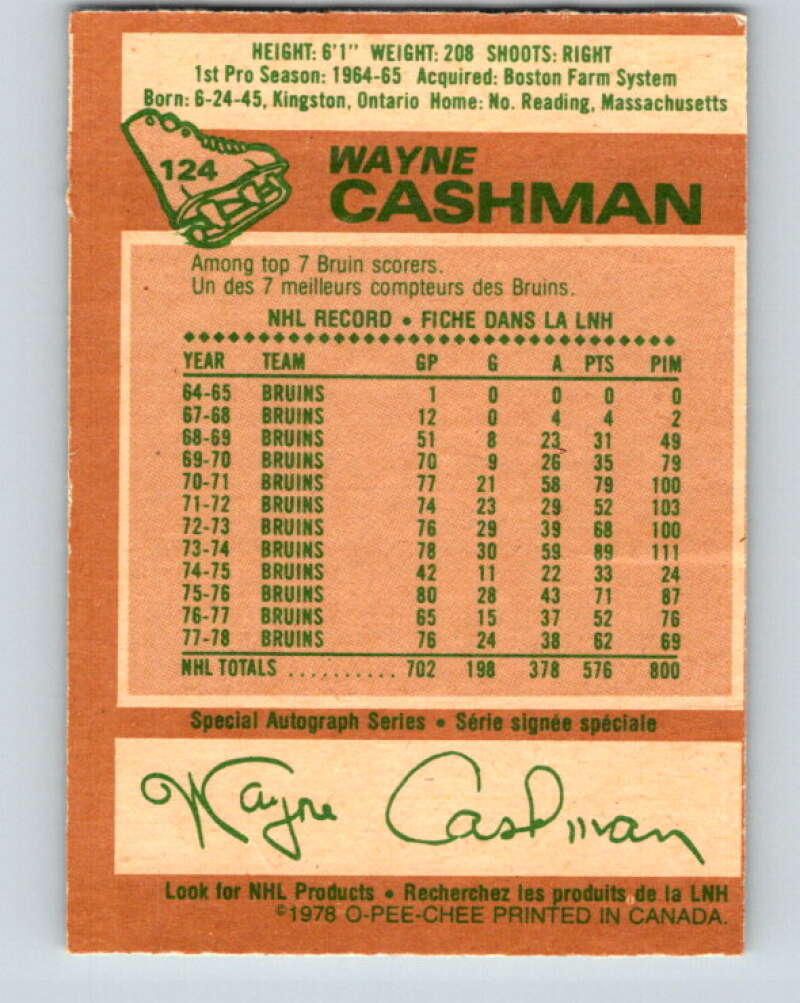 HEIGHT: 6'1" WEIGHT: 208 SHOOTS: RIGHT
1st Pro Season: 1964-65 Acquired: Boston Farm System
Born: 6-24-45, Kingston, Ontario Home: No. Reading, Massachusetts
124
WAYNE
CASHMAN
Among top 7 Bruin scorers.
Un des 7 meilleurs compteurs des Bruins.
NHL RECORD • FICHE DANS LA LNH
YEAR TEAM GP G A PTS PIM
64-65 BRUINS 1 0 0 0 0
67-68 BRUINS 12 0 4 4 2
68-69 BRUINS 51 8 23 31 49
69-70 BRUINS 70 9 26 35 79
70-71 BRUINS 77 21 58 79 100
71-72 BRUINS 74 23 29 52 103
72-73 BRUINS 76 29 39 68 100
73-74 BRUINS 78 30 59 89 111
74-75 BRUINS 42 11 22 33 24
75-76 BRUINS 80 28 43 71 87
76-77 BRUINS 65 15 37 52 76
77-78 BRUINS 76 24 38 62 69
NHL TOTALS .......... 702 198 378 576 800
Special Autograph Series • Série signée spéciale
Wayne Cashman
Look for NHL Products • Recherchez les produits de la LNH
©1978 O-PEE-CHEE PRINTED IN CANADA.